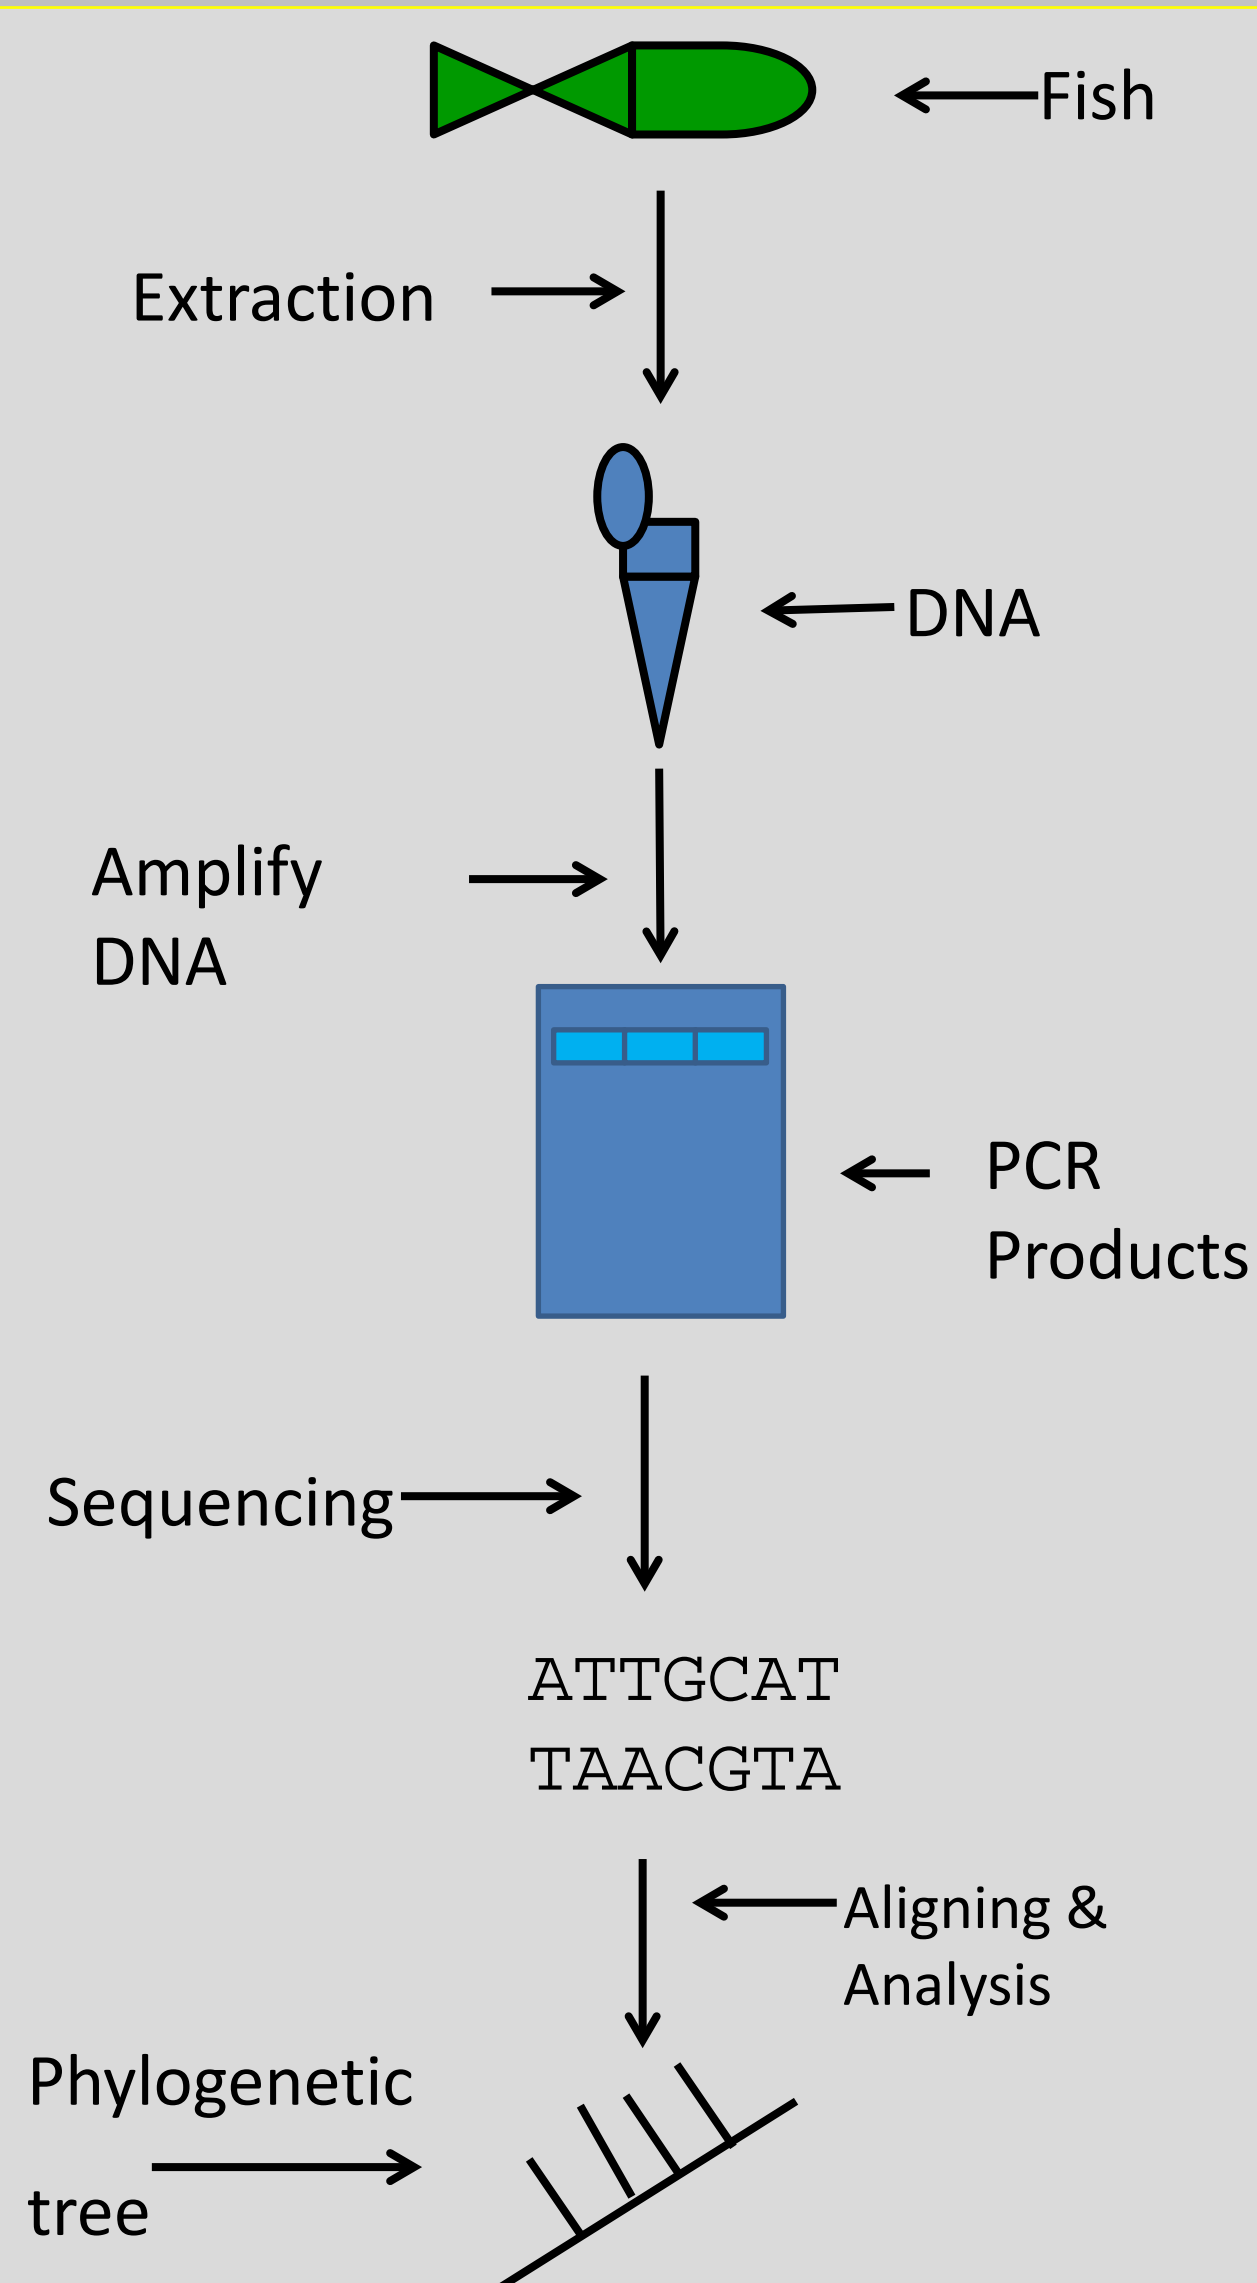 Fish
Extraction
DNA
Amplify
DNA
PCR
Products
Sequencing
ATTGCAT
TAACGTA
Aligning &
Analysis
Phylogenetic
tree